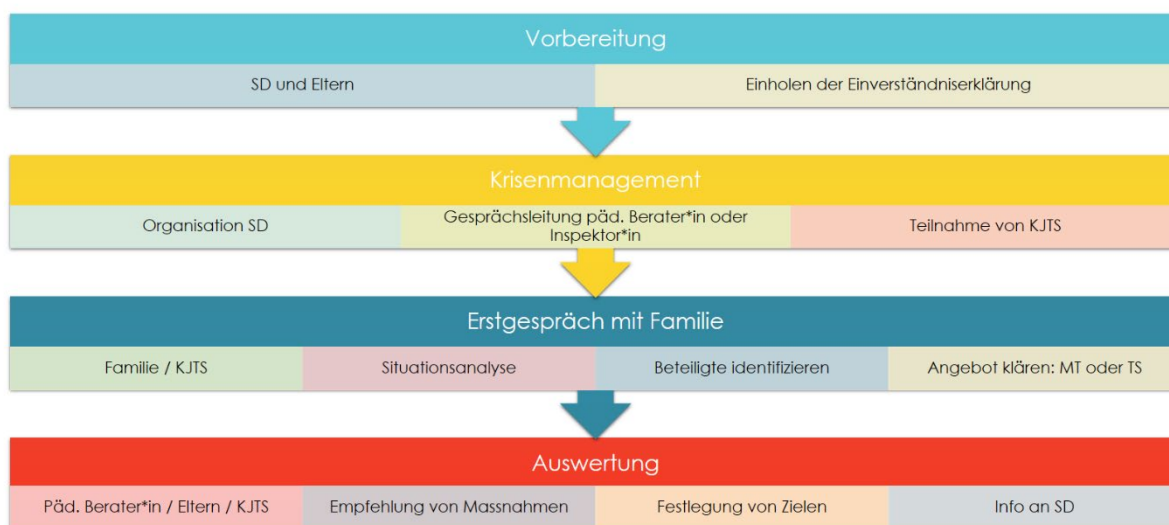 Vorbereitung
SD und Eltern
Einholen der Einverständniserklärung
Krisenmanagement
Organisation SD
Gesprächsleitung päd. Berater*in oder
Inspektor*in
Teilnahme von KJTS
Erstgespräch mit Familie
Familie / KJTS
Situationsanalyse
Beteiligte identifizieren
Angebot klären: MT oder TS
Auswertung
Päd. Berater*in / Eltern / KJTS
Empfehlung von Massnahmen
Festlegung von Zielen
Info an SD